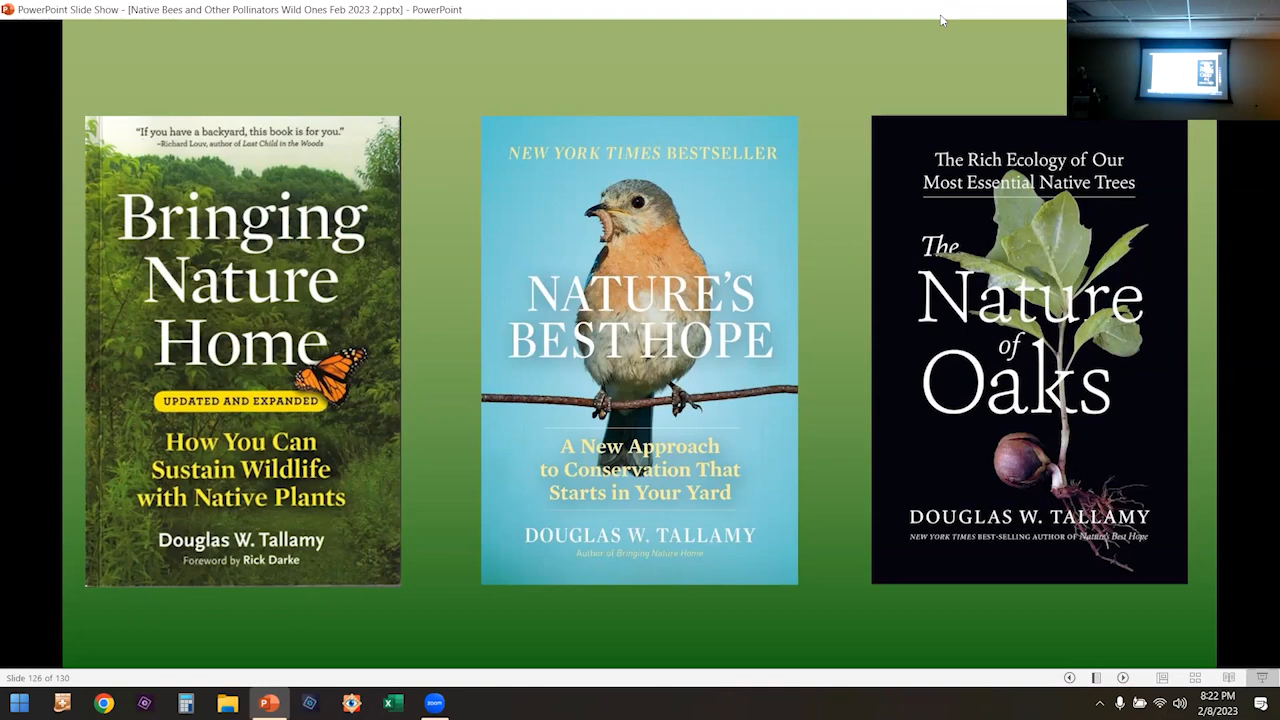 PowerPoint Slide Show - [Native Bees and Other Pollinators Wild Ones Feb 2023 2.pptx] - PowerPoint
“If you have a backyard, this book is for you.”
–Richard Louv, author of Last Child in the Woods
Bringing
Nature
Home
UPDATED AND EXPANDED
How You Can
Sustain Wildlife
with Native Plants
Douglas W. Tallamy
Foreword by Rick Darke
NEW YORK TIMES BESTSELLER
NATURE'S
BEST HOPE
A New Approach
to Conservation That
Starts in Your Yard
DOUGLAS W. TALLAMY
Author of Bringing Nature Home
The Rich Ecology of Our
Most Essential Native Trees
The
Nature
of
Oaks
DOUGLAS W. TALLAMY
NEW YORK TIMES BEST-SELLING AUTHOR OF Nature's Best Hope
Slide 126 of 130
zoom
8:22 PM
2/8/2023